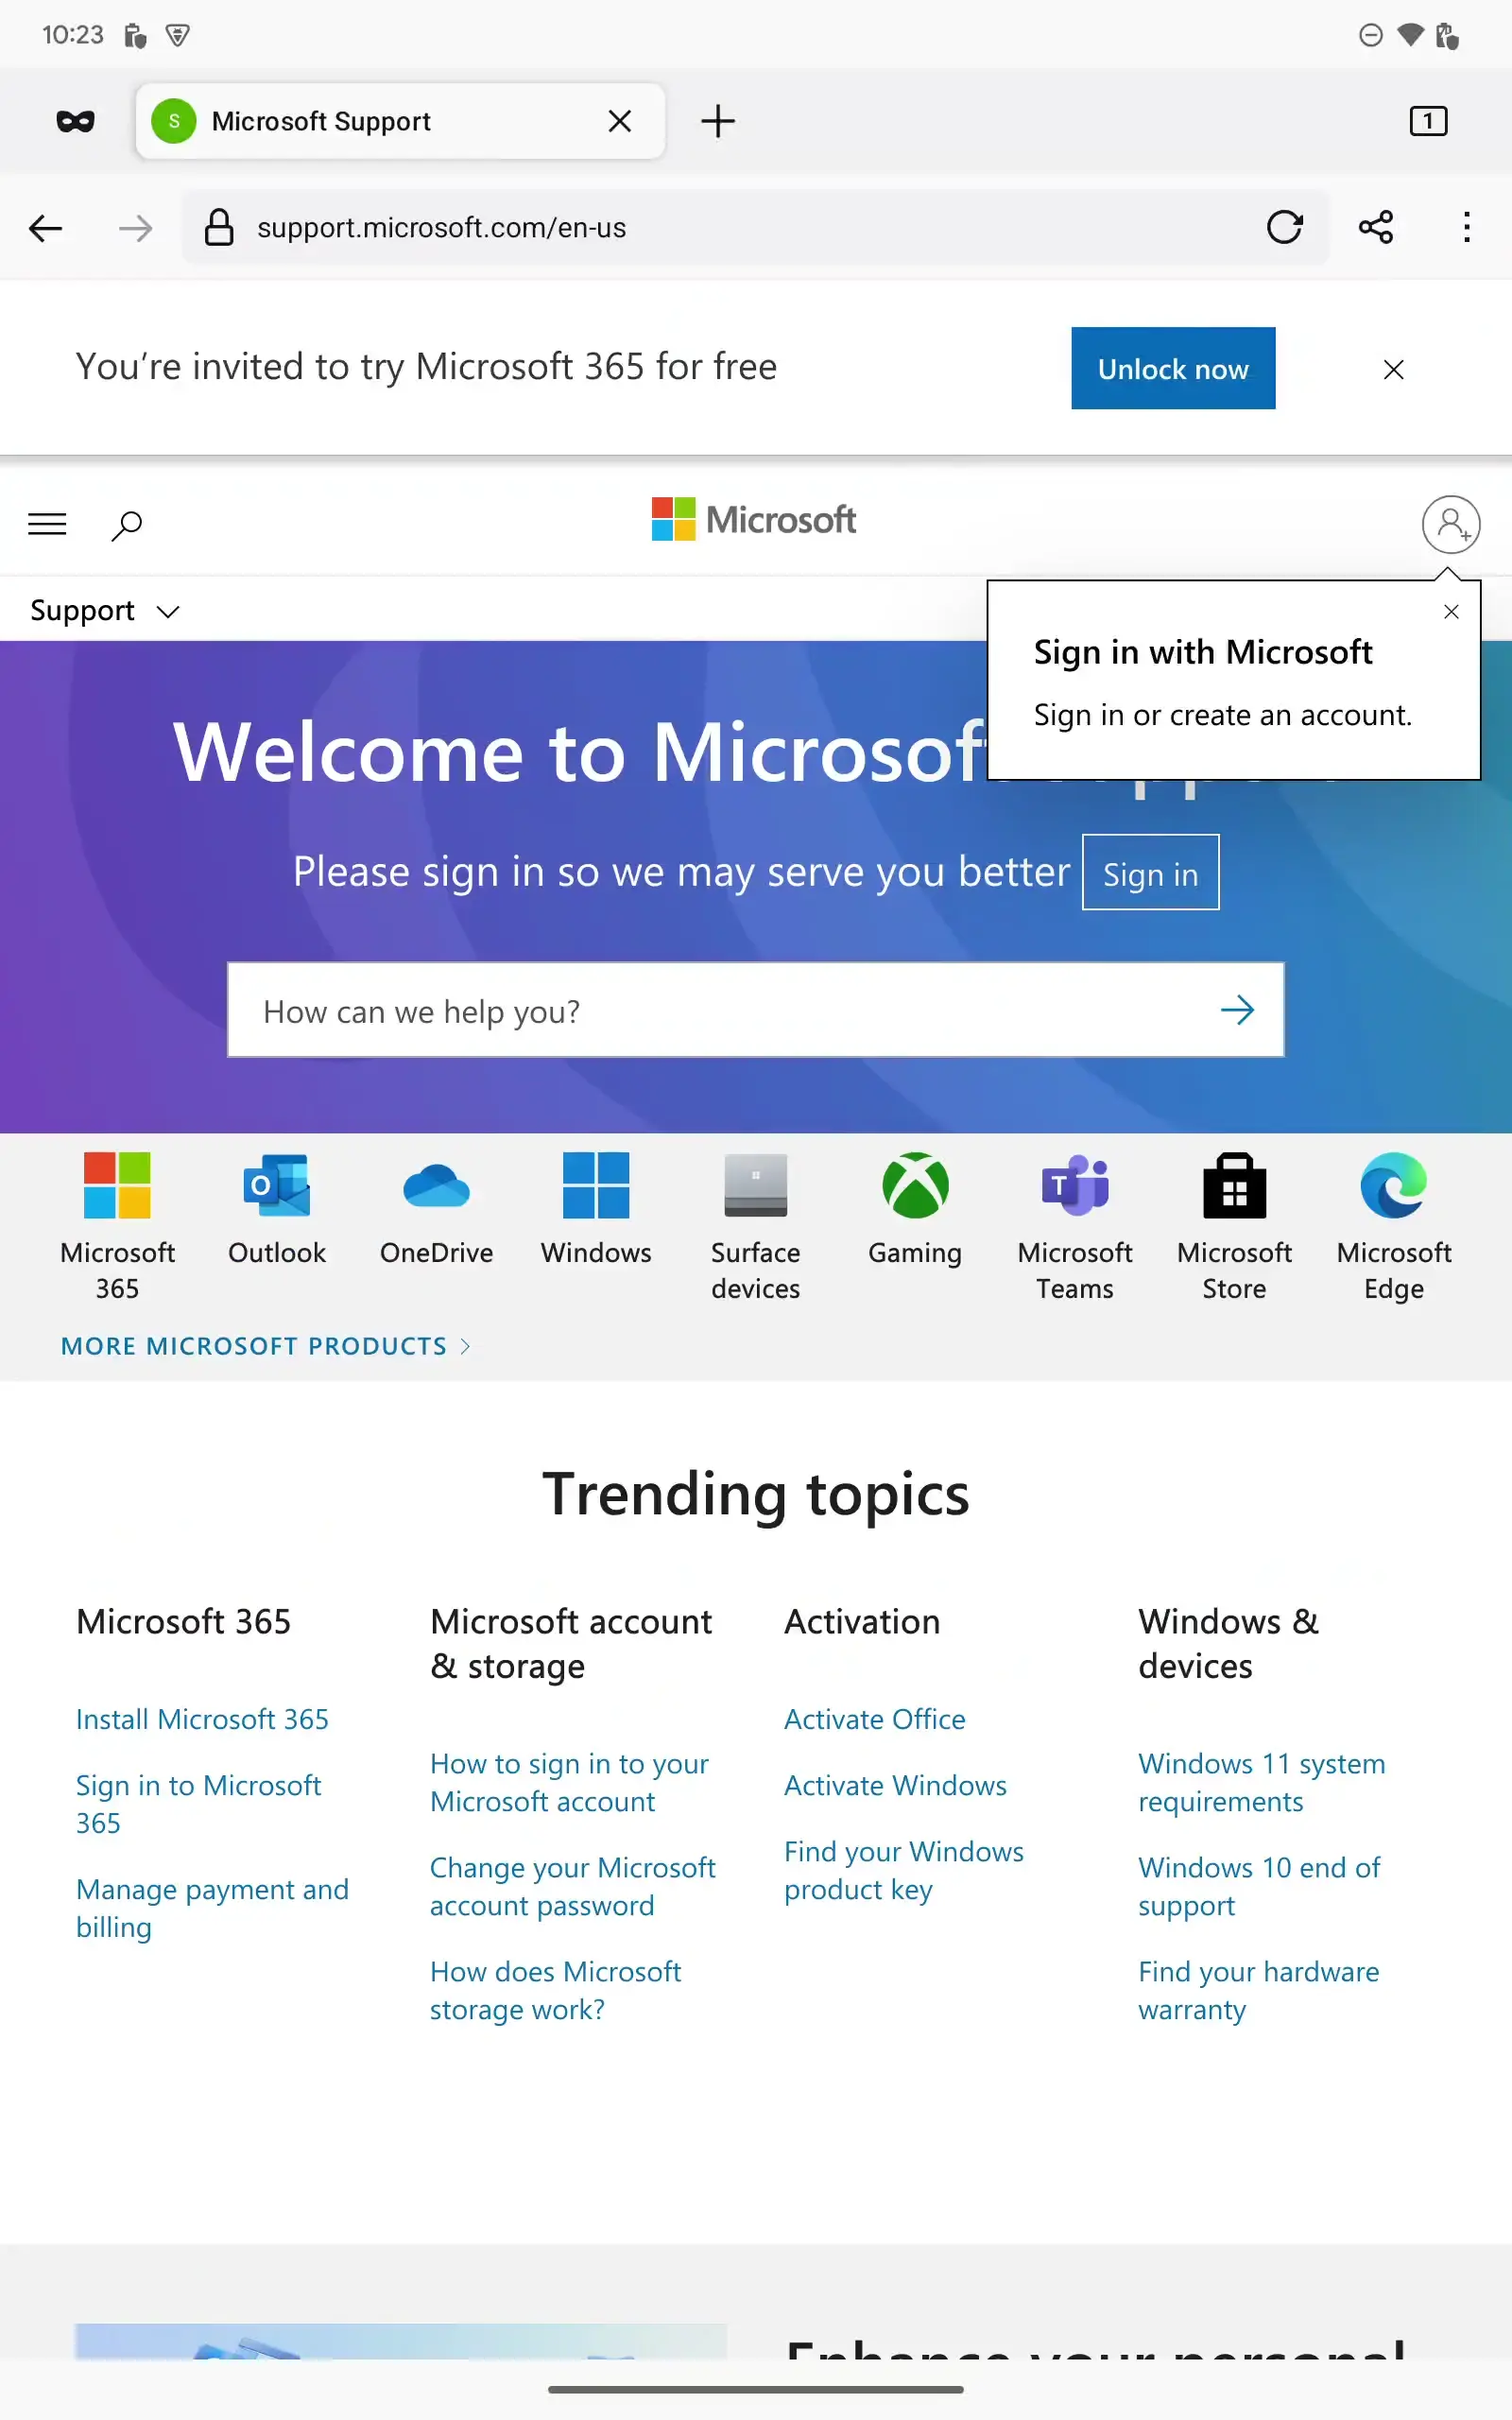 10:23
S
Microsoft Support
1
support.microsoft.com/en-us
You’re invited to try Microsoft 365 for free
Unlock now
Microsoft
Support
Sign in with Microsoft
Sign in or create an account.
Welcome to Microsoft
Please sign in so we may serve you better
Sign in
How can we help you?
Microsoft
365
Outlook
OneDrive
Windows
Surface
devices
Gaming
Microsoft
Teams
Microsoft
Store
Microsoft
Edge
MORE MICROSOFT PRODUCTS
Trending topics
Microsoft 365
Install Microsoft 365
Sign in to Microsoft
365
Manage payment and
billing
Microsoft account
& storage
How to sign in to your
Microsoft account
Change your Microsoft
account password
How does Microsoft
storage work?
Activation
Activate Office
Activate Windows
Find your Windows
product key
Windows &
devices
Windows 11 system
requirements
Windows 10 end of
support
Find your hardware
warranty
Enhance your personal